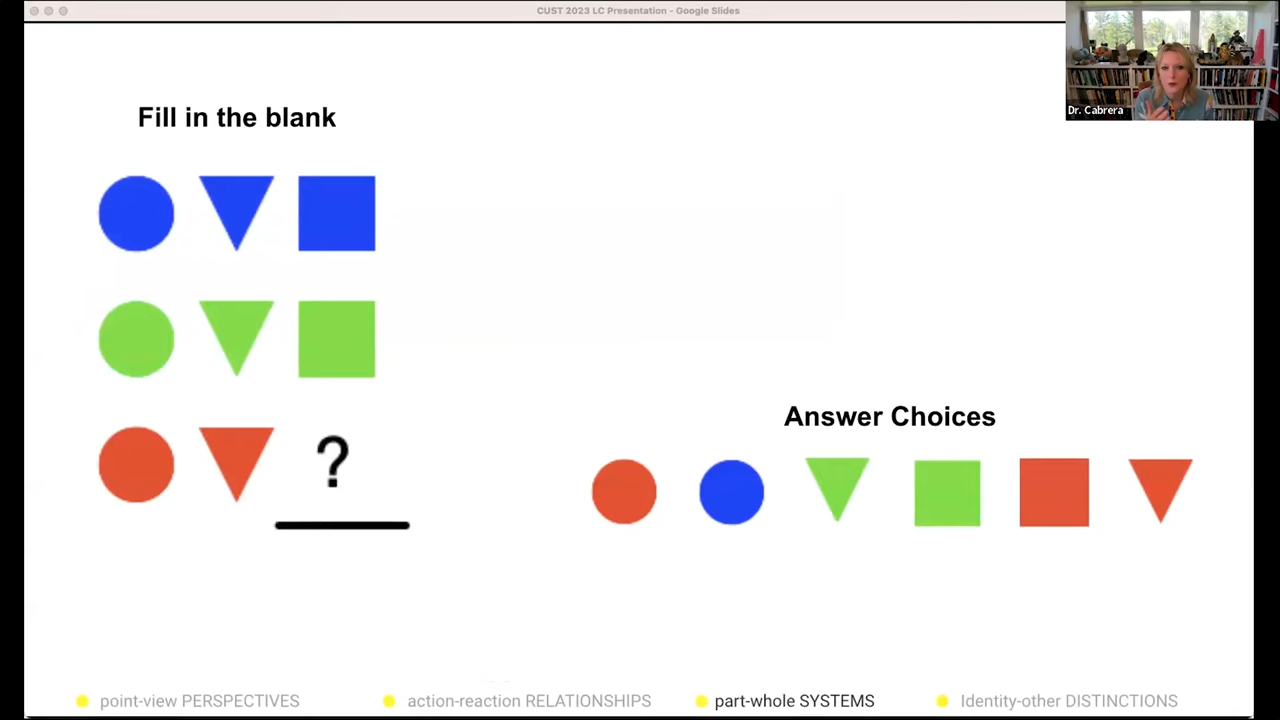 CUST 2023 LC Presentation - Google Slides
Dr. Cabrera
Fill in the blank
?
Answer Choices
point-view PERSPECTIVES
action-reaction RELATIONSHIPS
part-whole SYSTEMS
Identity-other DISTINCTIONS